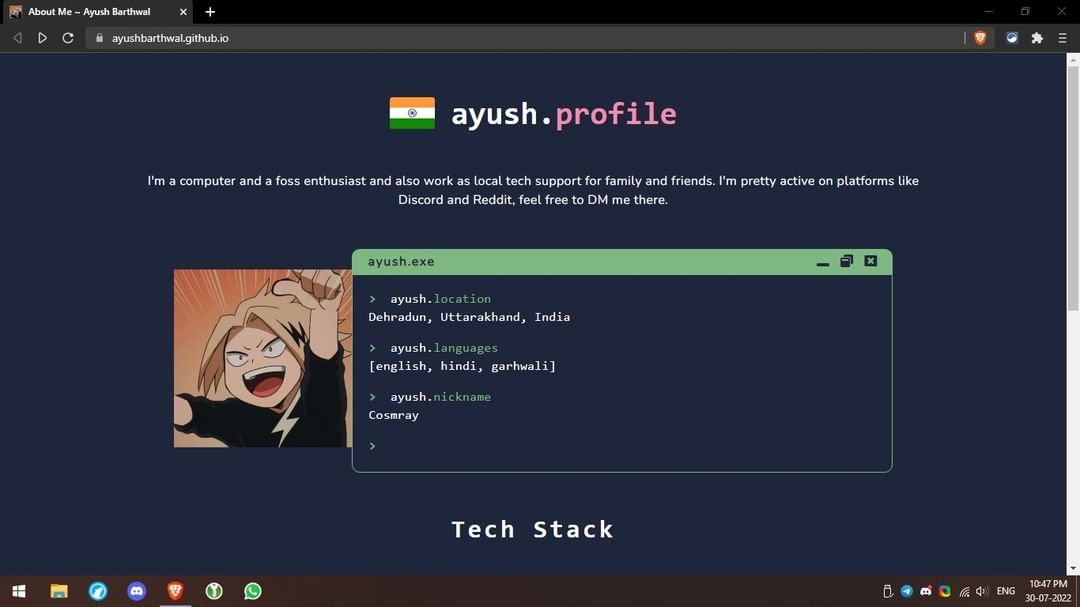 About Me ~ Ayush Barthwal
ayushbarthwal.github.io
ayush.profile
I'm a computer and a foss enthusiast and also work as local tech support for family and friends. I'm pretty active on platforms like
Discord and Reddit, feel free to DM me there.
ayush.exe
> ayush.location
Dehradun, Uttarakhand, India
> ayush.languages
[english, hindi, garhwali]
> ayush.nickname
Cosmray
>
Tech Stack
ENG
10:47 PM
30-07-2022